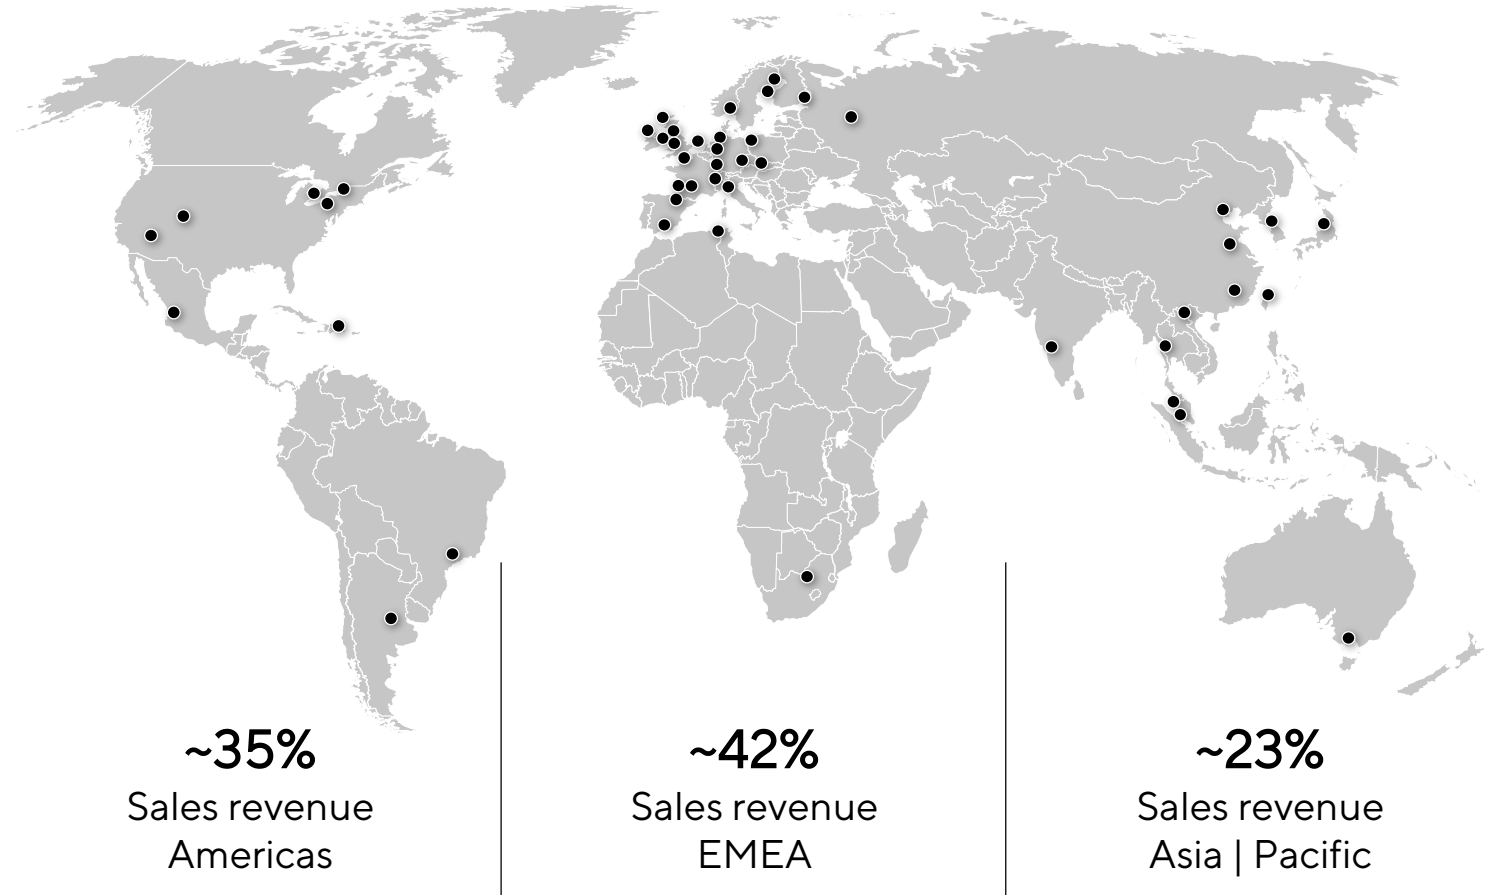 ~35%
Sales revenue
Americas
~42%
Sales revenue
EMEA
~23%
Sales revenue
Asia | Pacific